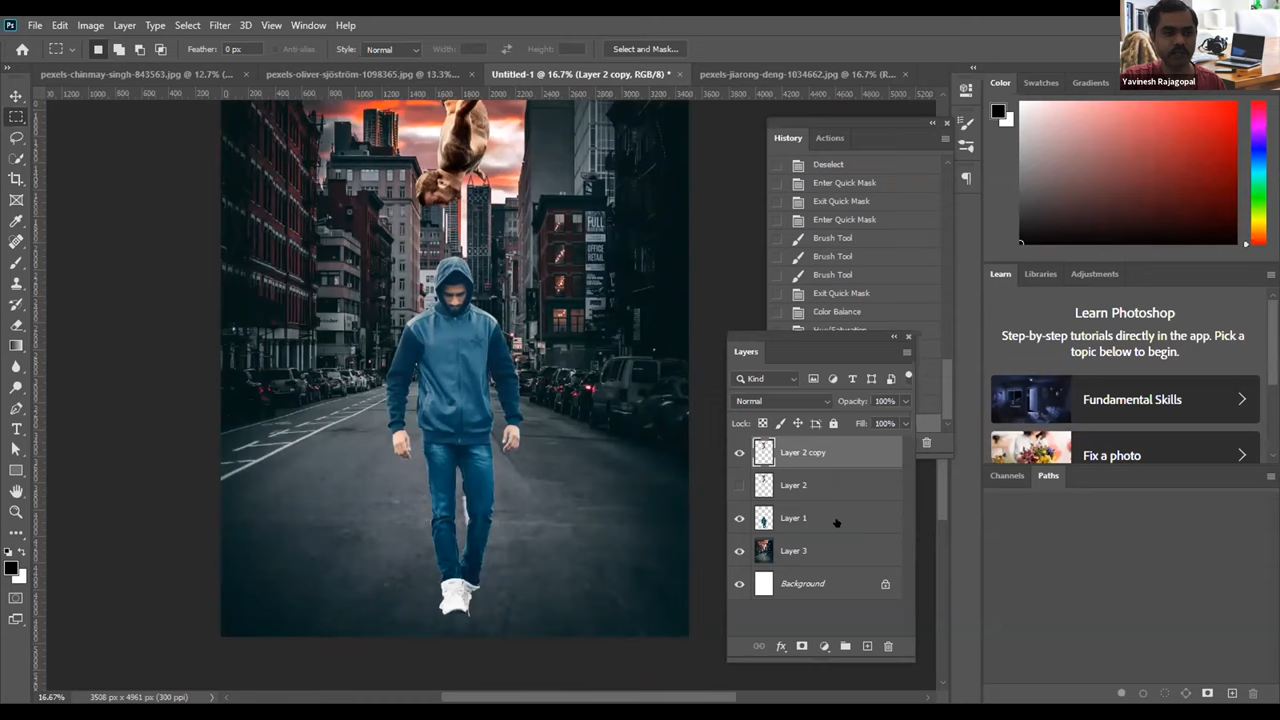 Ps File Edit Image Layer Type Select Filter 3D View Window Help
Feather: 0 px Anti-alias Style: Normal Width: Height: Select and Mask...
Yavinesh Rajagopal
pexels-chinmay-singh-843563.jpg @ 12.7% (... × pexels-oliver-sjöström-1098365.jpg @ 13.3%... × Untitled-1 @ 16.7% (Layer 2 copy, RGB/8) * × pexels-jiarong-deng-1034662.jpg @ 16.7% (R... ×
Color Swatches Gradients
History Actions
Deselect
Enter Quick Mask
Exit Quick Mask
Enter Quick Mask
Brush Tool
Brush Tool
Brush Tool
Exit Quick Mask
Color Balance
Hue/Saturation
FULL
OFFICE
Learn Libraries Adjustments
Learn Photoshop
Step-by-step tutorials directly in the app. Pick a topic below to begin.
Fundamental Skills
Fix a photo
Channels Paths
Layers
Kind
Normal Opacity: 100%
Lock: Fill: 100%
Layer 2 copy
Layer 2
Layer 1
Layer 3
Background
16.67% 3508 px x 4961 px (300 ppi)